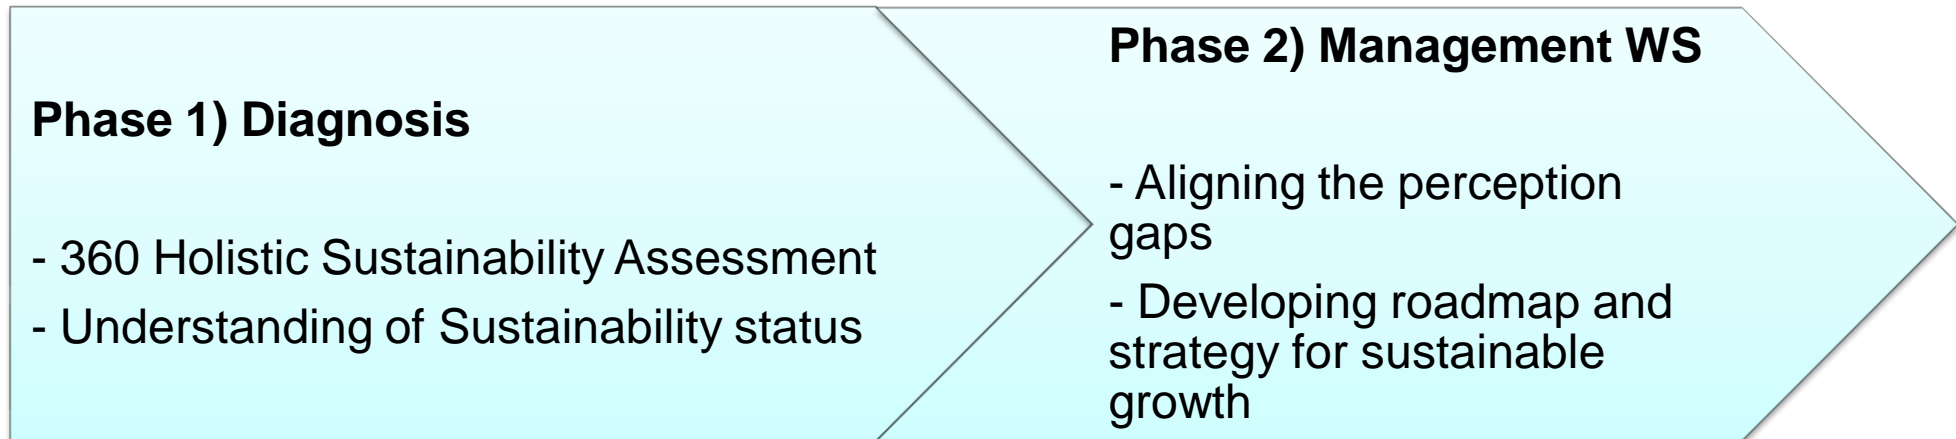 Phase 1) Diagnosis
- 360 Holistic Sustainability Assessment
- Understanding of Sustainability status
Phase 2) Management WS
- Aligning the perception
gaps
- Developing roadmap and
strategy for sustainable
growth